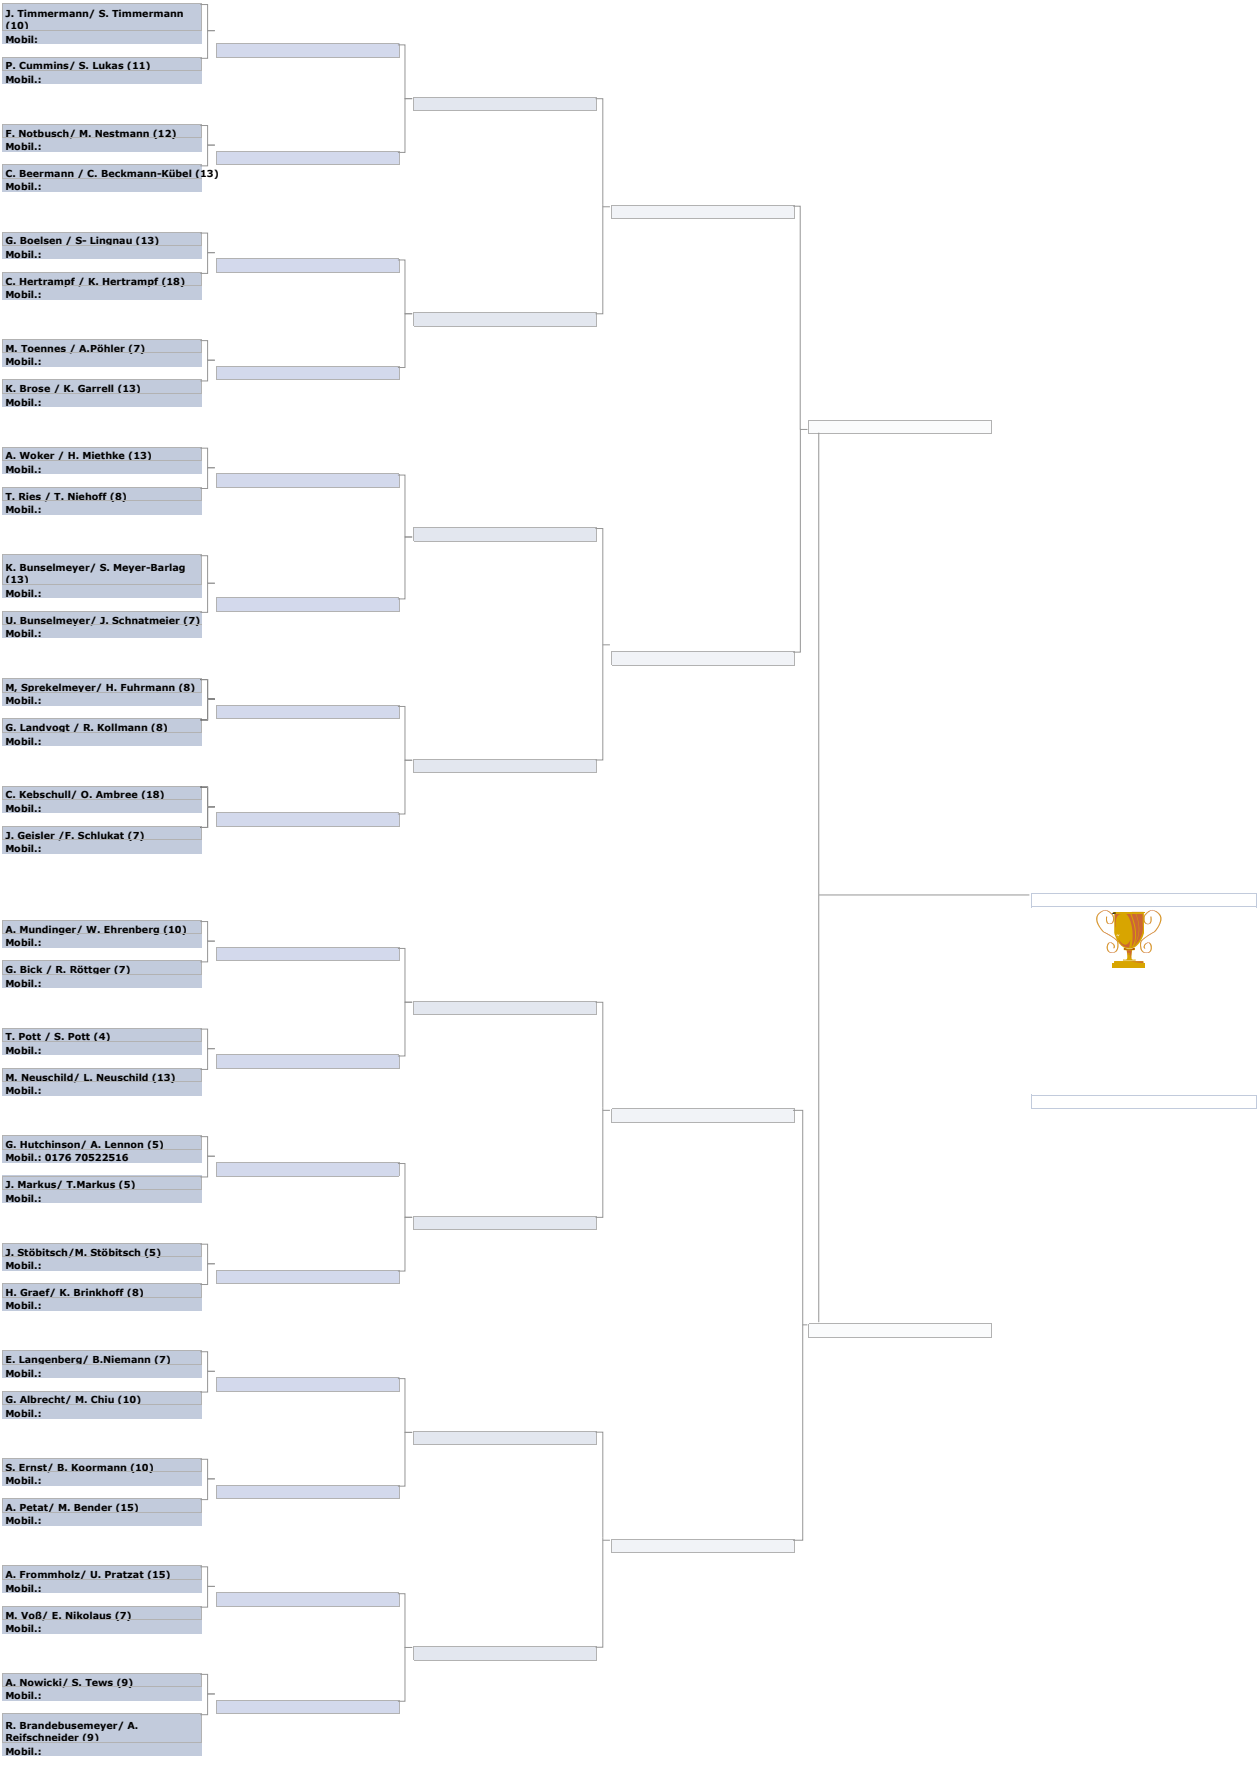 J. Timmermann/ S. Timmermann
(10)
Mobil:
P. Cummins/ S. Lukas (11)
Mobil.:
F. Notbusch/ M. Nestmann (12)
Mobil.:
C. Beermann / C. Beckmann-Kübel (13)
Mobil.:
G. Boelsen / S- Lingnau (13)
Mobil.:
C. Hertrampf / K. Hertrampf (18)
Mobil.:
M. Toennes / A.Pöhler (7)
Mobil.:
K. Brose / K. Garrell (13)
Mobil.:
A. Woker / H. Miethke (13)
Mobil.:
T. Ries / T. Niehoff (8)
Mobil.:
K. Bunselmeyer/ S. Meyer-Barlag
(13)
Mobil.:
U. Bunselmeyer/ J. Schnatmeier (7)
Mobil.:
M, Sprekelmeyer/ H. Fuhrmann (8)
Mobil.:
G. Landvogt / R. Kollmann (8)
Mobil.:
C. Kebschull/ O. Ambree (18)
Mobil.:
J. Geisler /F. Schlukat (7)
Mobil.:
A. Mundinger/ W. Ehrenberg (10)
Mobil.:
G. Bick / R. Röttger (7)
Mobil.:
T. Pott / S. Pott (4)
Mobil.:
M. Neuschild/ L. Neuschild (13)
Mobil.:
G. Hutchinson/ A. Lennon (5)
Mobil.: 0176 70522516
J. Markus/ T.Markus (5)
Mobil.:
J. Stöbitsch/M. Stöbitsch (5)
Mobil.:
H. Graef/ K. Brinkhoff (8)
Mobil.:
E. Langenberg/ B.Niemann (7)
Mobil.:
G. Albrecht/ M. Chiu (10)
Mobil.:
S. Ernst/ B. Koormann (10)
Mobil.:
A. Petat/ M. Bender (15)
Mobil.:
A. Frommholz/ U. Pratzat (15)
Mobil.:
M. Voß/ E. Nikolaus (7)
Mobil.:
A. Nowicki/ S. Tews (9)
Mobil.:
R. Brandebusemeyer/ A.
Reifschneider (9)
Mobil.: